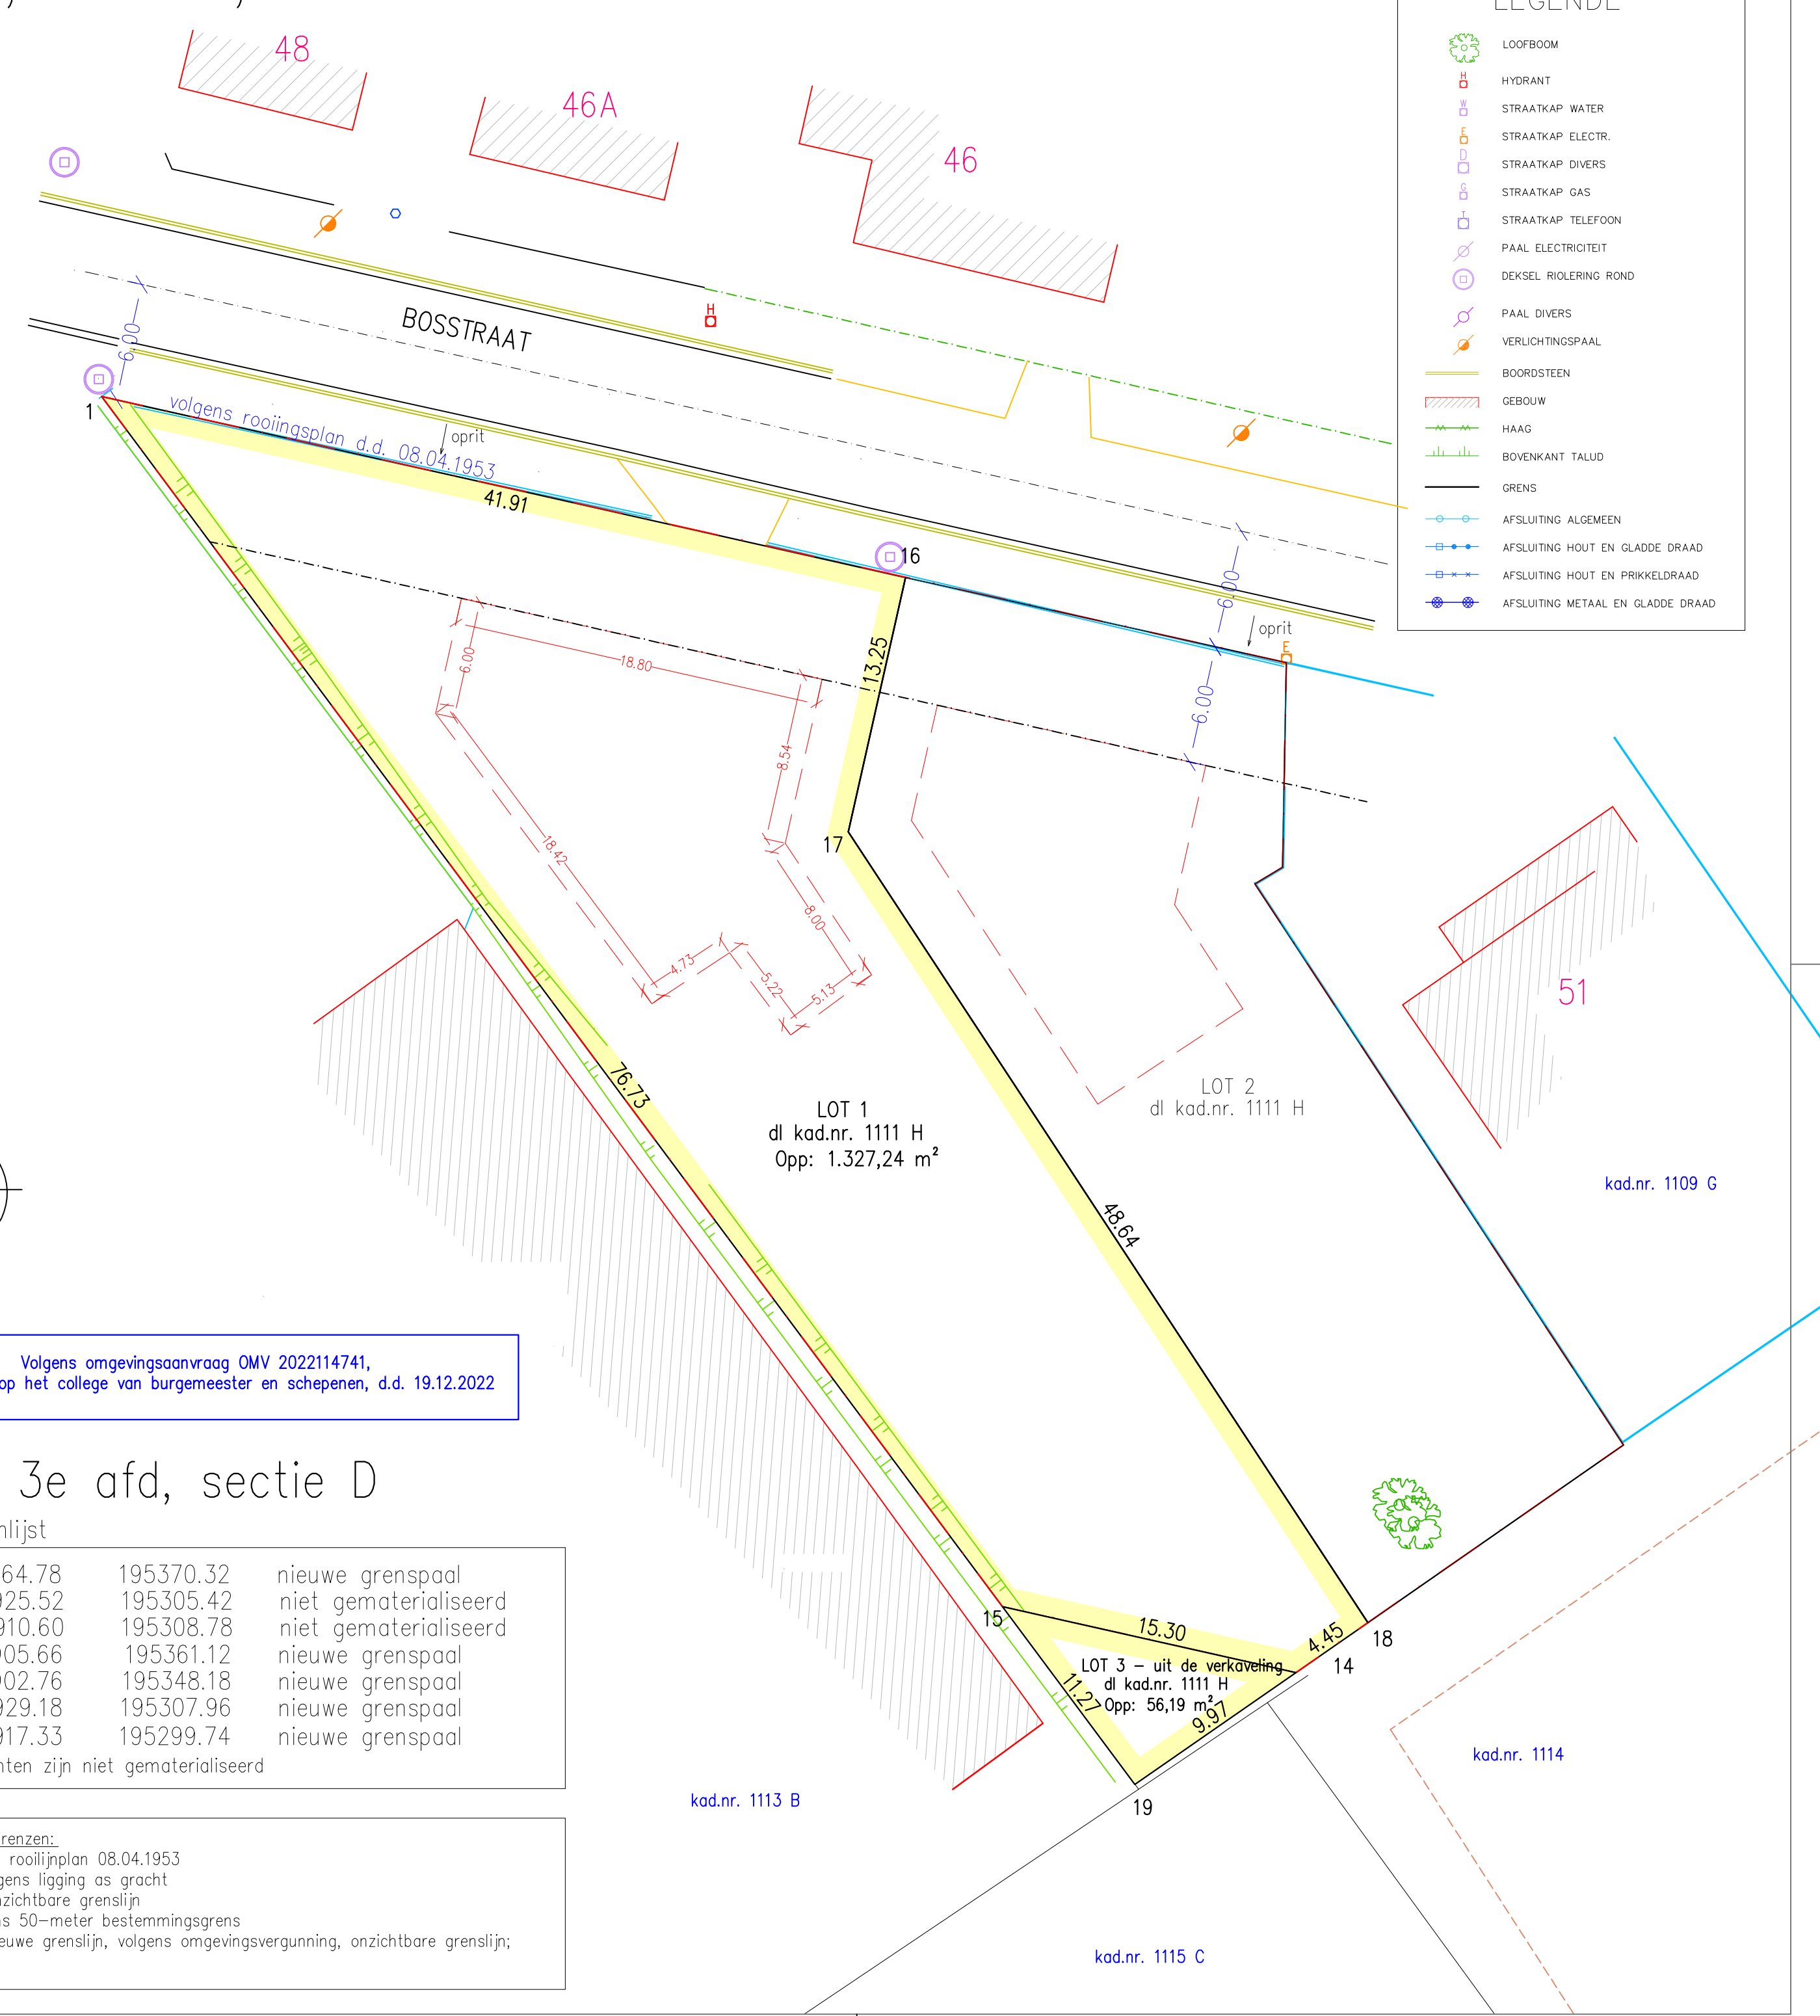 LEGENDE
LOOFBOOM
H
HYDRANT
W
STRAATKAP WATER
E
STRAATKAP ELECTR.
D
STRAATKAP DIVERS
G
STRAATKAP GAS
T
STRAATKAP TELEFOON
PAAL ELECTRICITEIT
DEKSEL RIOLERING ROND
PAAL DIVERS
VERLICHTINGSPAAL
BOORDSTEEN
GEBOUW
HAAG
BOVENKANT TALUD
GRENS
AFSLUITING ALGEMEEN
AFSLUITING HOUT EN GLADDE DRAAD
AFSLUITING HOUT EN PRIKKELDRAAD
AFSLUITING METAAL EN GLADDE DRAAD
48
46A
46
BOSSTRAAT
H
6.00
1
volgens rooiingsplan d.d. 08.04.1953
oprit
41.91
16
6.00
oprit
E
13.25
6.00
18.80
6.00
8.54
17
18.42
8.00
4.73
5.22
5.13
51
76.73
LOT 1
dl kad.nr. 1111 H
Opp: 1.327,24 m²
LOT 2
dl kad.nr. 1111 H
kad.nr. 1109 G
48.64
Volgens omgevingsaanvraag OMV 2022114741,
op het college van burgemeester en schepenen, d.d. 19.12.2022
3e afd, sectie D
nlijst
64.78 195370.32 nieuwe grenspaal
925.52 195305.42 niet gematerialiseerd
910.60 195308.78 niet gematerialiseerd
905.66 195361.12 nieuwe grenspaal
902.76 195348.18 nieuwe grenspaal
929.18 195307.96 nieuwe grenspaal
917.33 195299.74 nieuwe grenspaal
nten zijn niet gematerialiseerd
15
15.30
4.45
18
14
LOT 3 - uit de verkaveling
dl kad.nr. 1111 H
Opp: 56,19 m²
11.27
9.97
19
kad.nr. 1114
kad.nr. 1113 B
kad.nr. 1115 C
renzen:
rooilijnplan 08.04.1953
gens ligging as gracht
nzichtbare grenslijn
ns 50-meter bestemmingsgrens
euwe grenslijn, volgens omgevingsvergunning, onzichtbare grenslijn;